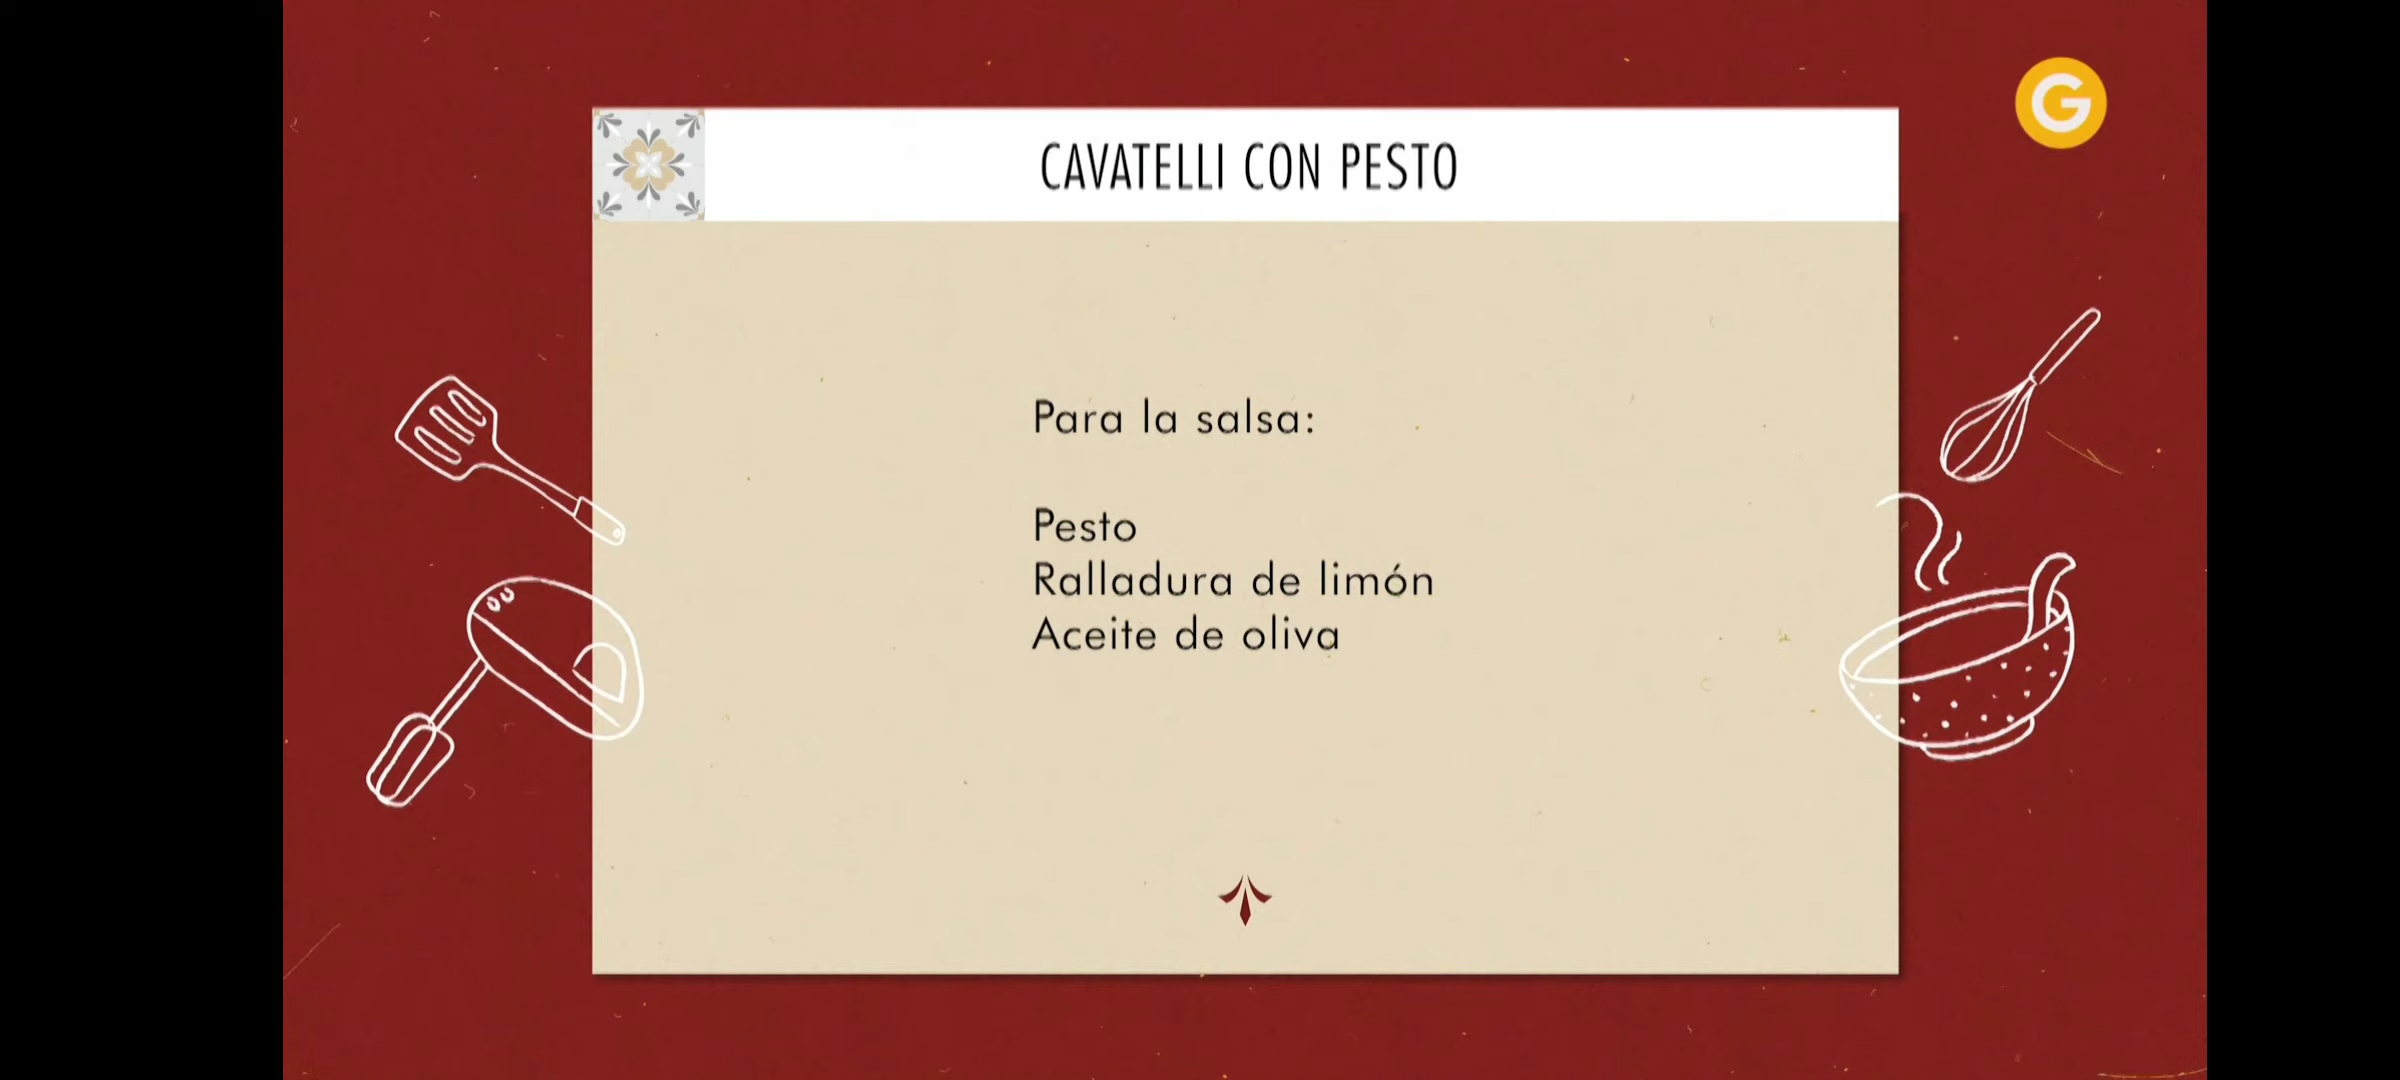 G
CAVATELLI CON PESTO
Para la salsa:
Pesto
Ralladura de limón
Aceite de oliva